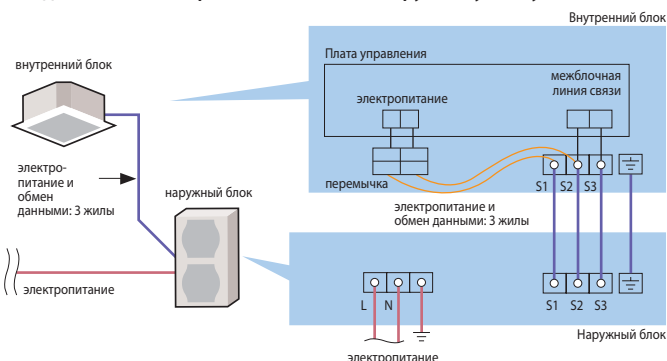 Внутренний блок
внутренний блок
Плата управления
электропитание
межблочная
линия связи
перемычка
S1 S2 S3
электро-
питание и
обмен
данными: 3 жилы
наружный блок
электропитание и
обмен данными: 3 жилы
электропитание
L N
S1 S2 S3
Наружный блок
электропитание